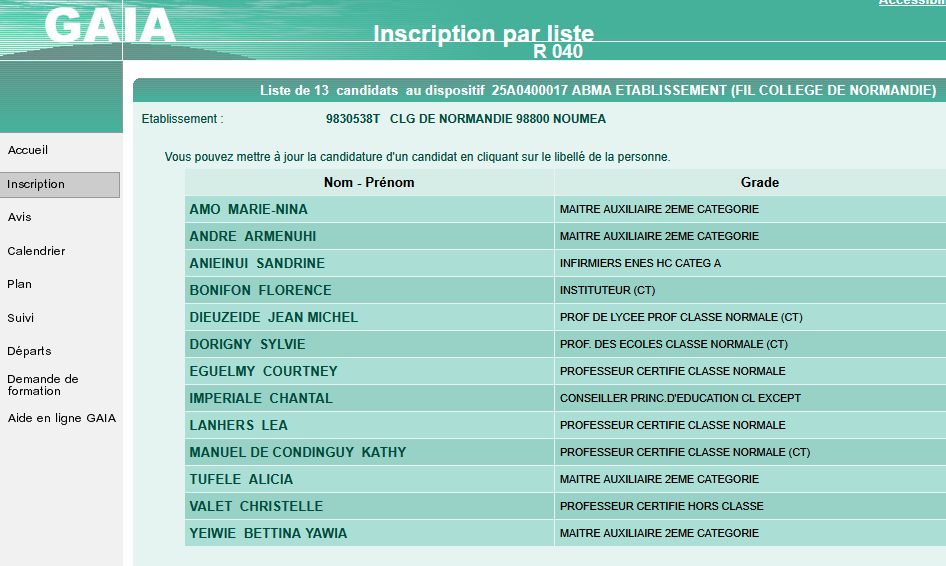 Accessibil
GAIA
Inscription par liste
R 040
Liste de 13 candidats au dispositif 25A0400017 ABMA ETABLISSEMENT (FIL COLLEGE DE NORMANDIE)
Etablissement : 9830538T CLG DE NORMANDIE 98800 NOUMEA
Vous pouvez mettre à jour la candidature d'un candidat en cliquant sur le libellé de la personne.
Accueil
Inscription
Avis
Calendrier
Plan
Suivi
Départs
Demande de
formation
Aide en ligne GAIA
Nom - Prénom Grade
AMO MARIE-NINA MAITRE AUXILIAIRE 2EME CATEGORIE
ANDRE ARMENUHI MAITRE AUXILIAIRE 2EME CATEGORIE
ANIEINUI SANDRINE INFIRMIERS ENES HC CATEG A
BONIFON FLORENCE INSTITUTEUR (CT)
DIEUZEIDE JEAN MICHEL PROF DE LYCEE PROF CLASSE NORMALE (CT)
DORIGNY SYLVIE PROF. DES ECOLES CLASSE NORMALE (CT)
EGUELMY COURTNEY PROFESSEUR CERTIFIE CLASSE NORMALE
IMPERIALE CHANTAL CONSEILLER PRINC.D'EDUCATION CL EXCEPT
LANHERS LEA PROFESSEUR CERTIFIE CLASSE NORMALE
MANUEL DE CONDINGUY KATHY PROFESSEUR CERTIFIE CLASSE NORMALE (CT)
TUFELE ALICIA MAITRE AUXILIAIRE 2EME CATEGORIE
VALET CHRISTELLE PROFESSEUR CERTIFIE HORS CLASSE
YEIWIE BETTINA YAWIA MAITRE AUXILIAIRE 2EME CATEGORIE